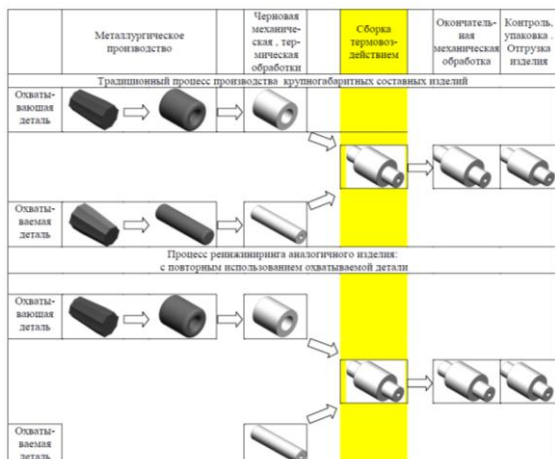 Металлургическое
производство
Черновая
механиче-
ская , тер-
мическая
обработки
Сборка
термовоз-
действием
Окончатель-
ная
механическая
обработка
Контроль,
упаковка .
Отгрузка
изделия
Традиционный процесс производства крупногабаритных составных изделий
Охваты-
вающая
деталь
Охваты-
ваемая
деталь
Процесс реинжиниринга аналогичного изделия:
с повторным использованием охватываемой детали
Охваты-
вающая
деталь
Охваты-
ваемая
деталь